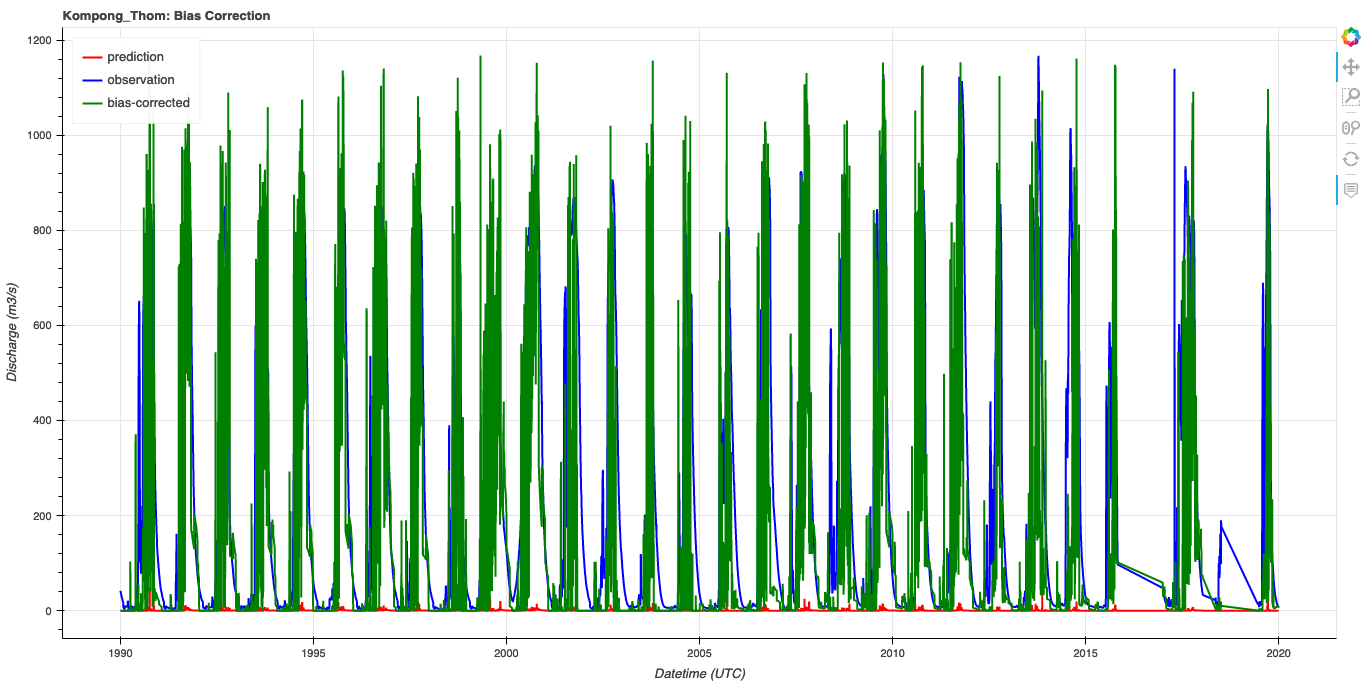 Kompong_Thom: Bias Correction
prediction
observation
bias-corrected
Discharge (m3/s)
1200
1000
800
600
400
200
0
1990
1995
2000
2005
2010
2015
2020
Datetime (UTC)